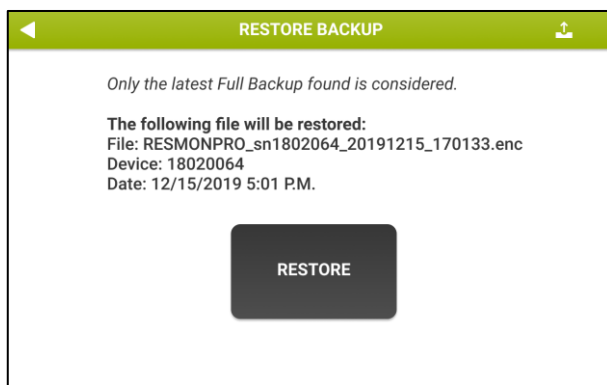 RESTORE BACKUP
Only the latest Full Backup found is considered.
The following file will be restored:
File: RESMONPRO_sn1802064_20191215_170133.enc
Device: 18020064
Date: 12/15/2019 5:01 P.M.
RESTORE